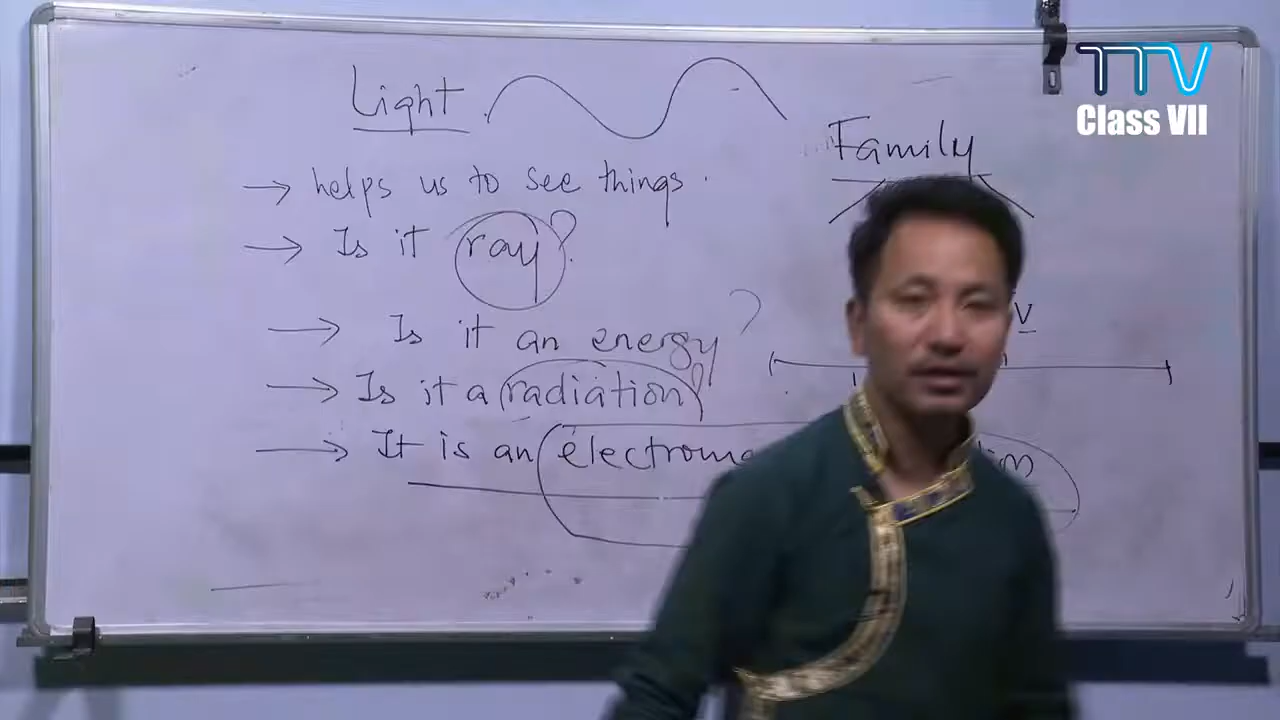 TTV
Class VII
Light
Family
→ helps us to see things.
→ Is it ray?
→ Is it an energy?
V
→ Is it a radiation?
→ It is an electrom